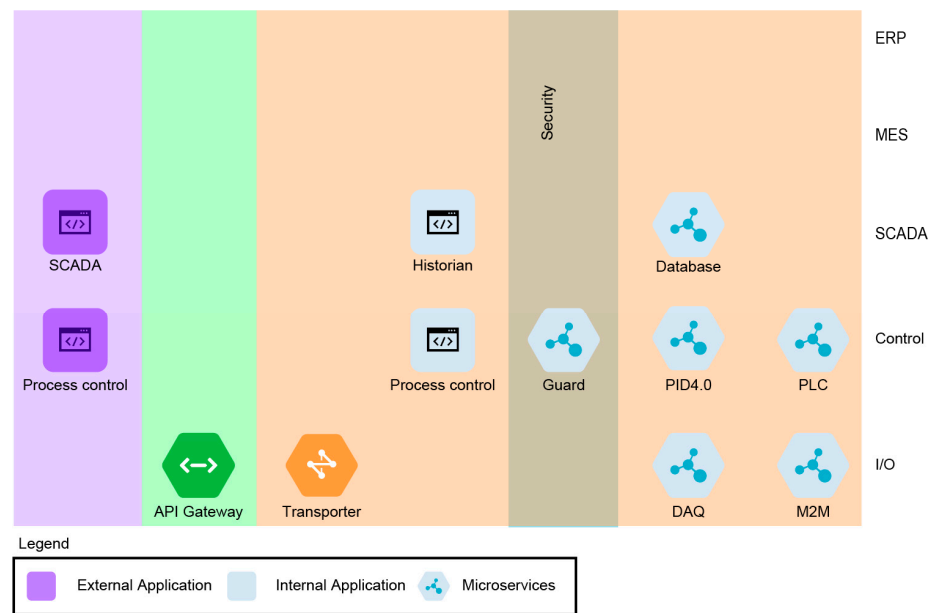 ERP
Security
MES
SCADA
Historian
Database
SCADA
Process control
Process control
Guard
PID4.0
PLC
Control
API Gateway
Transporter
DAQ
M2M
I/O
Legend
External Application
Internal Application
Microservices